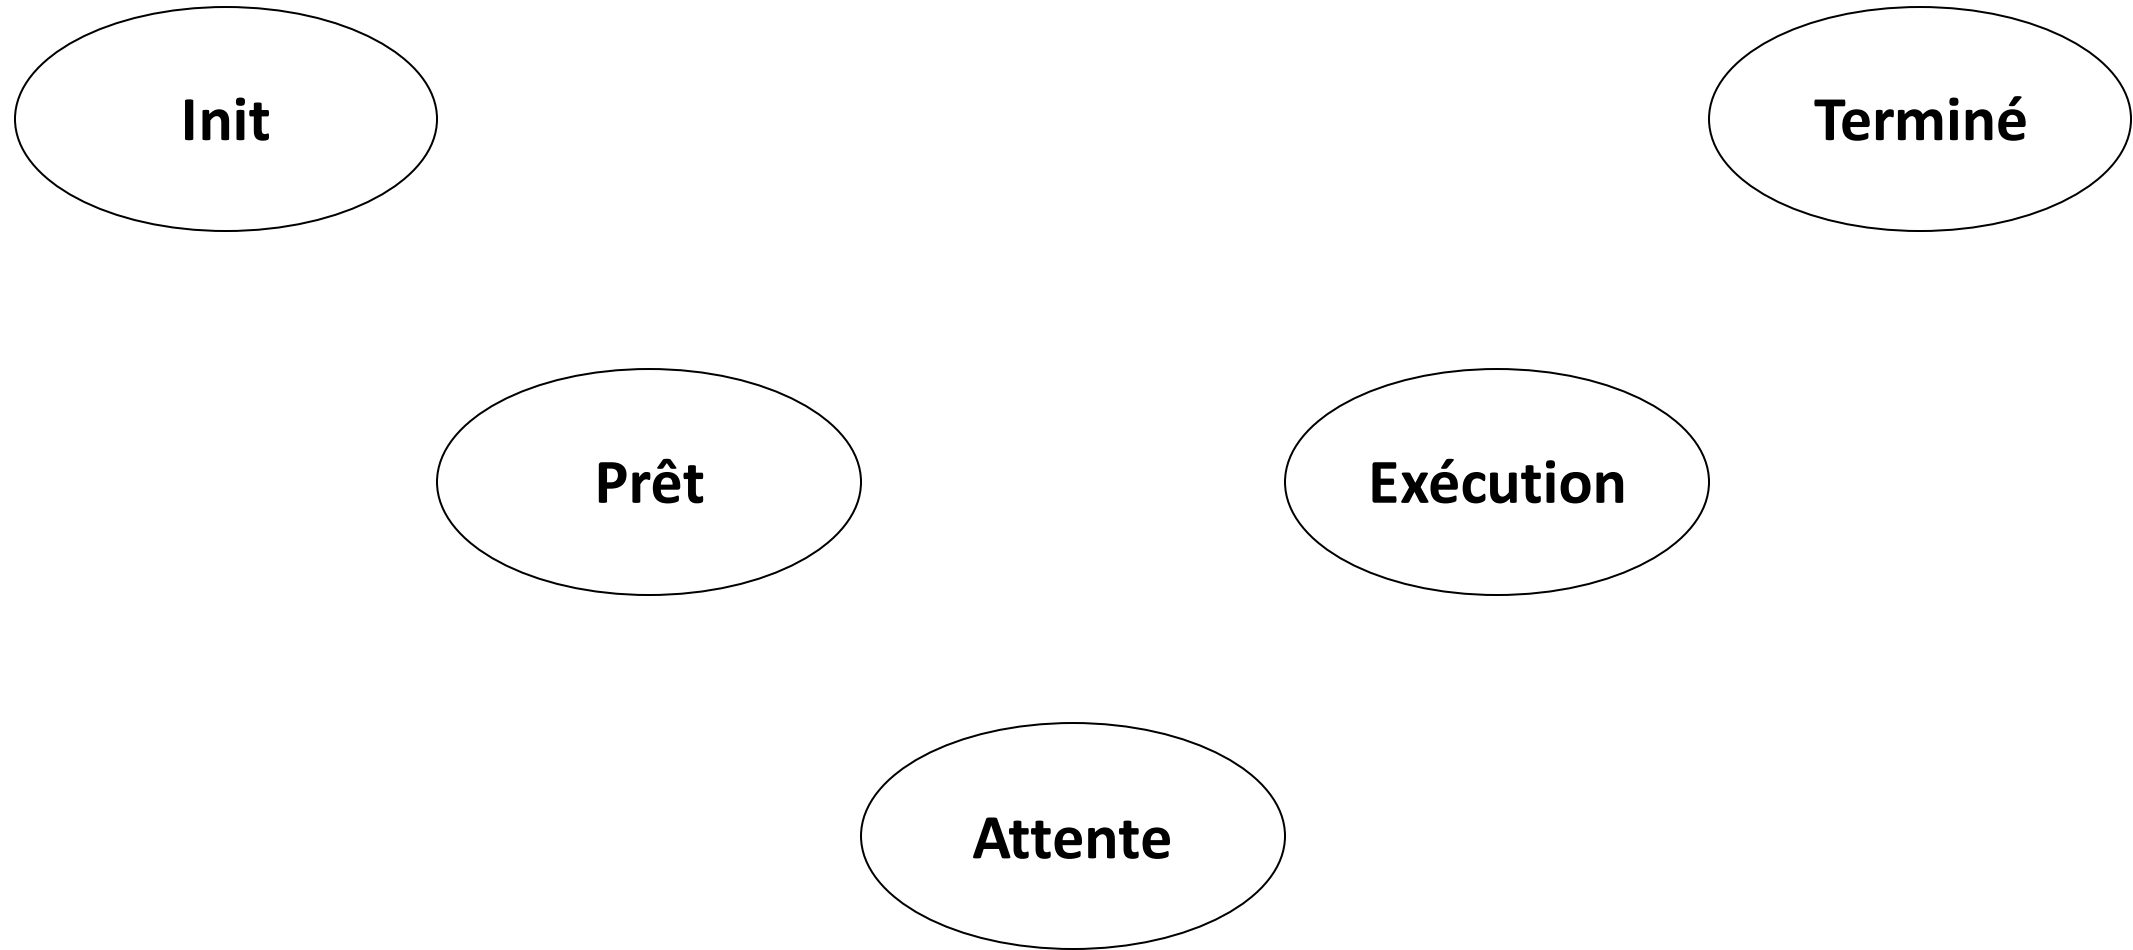 Init
Terminé
Prêt
Exécution
Attente